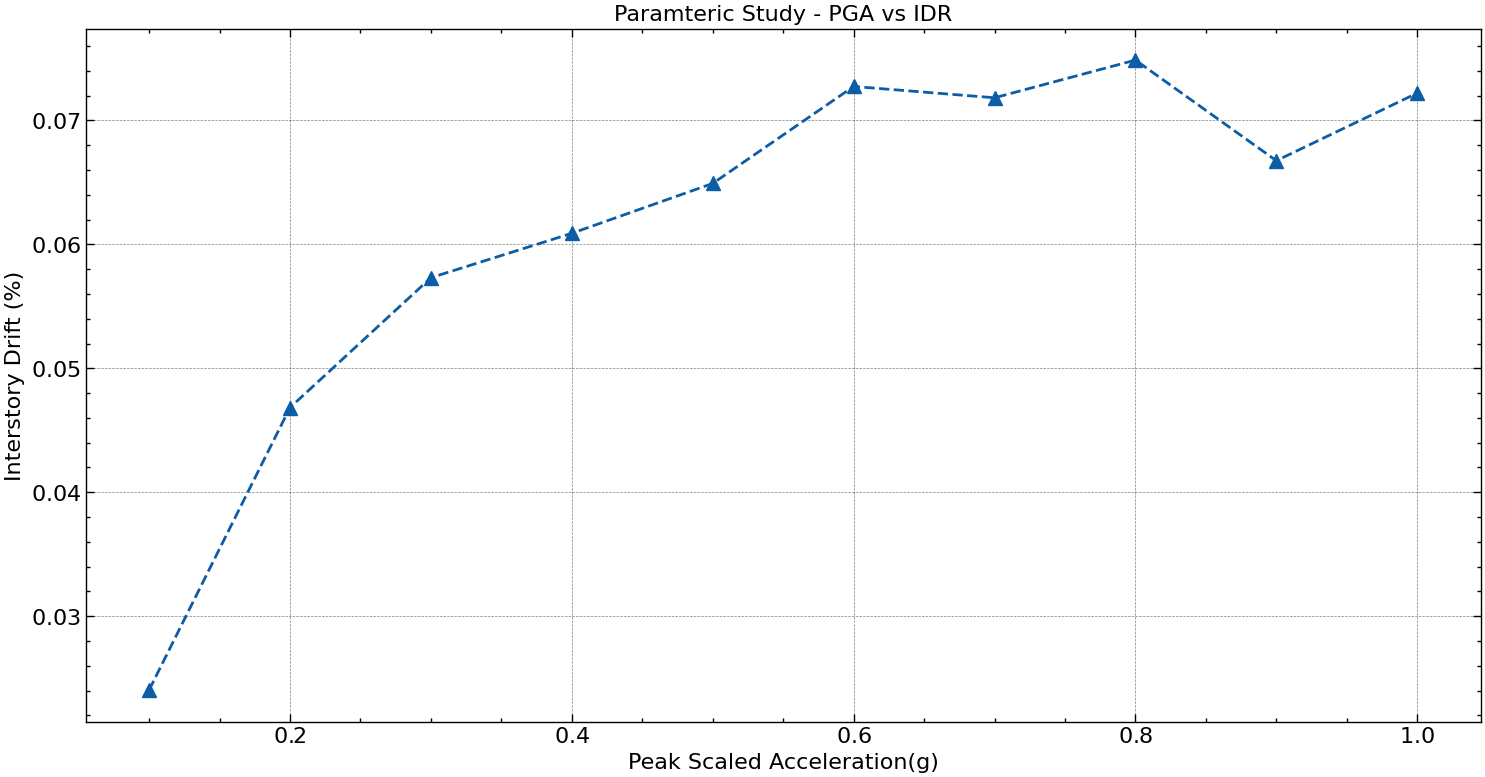 Paramteric Study - PGA vs IDR
0.07
0.06
0.05
0.04
0.03
Interstory Drift (%)
0.2 0.4 0.6 0.8 1.0
Peak Scaled Acceleration(g)